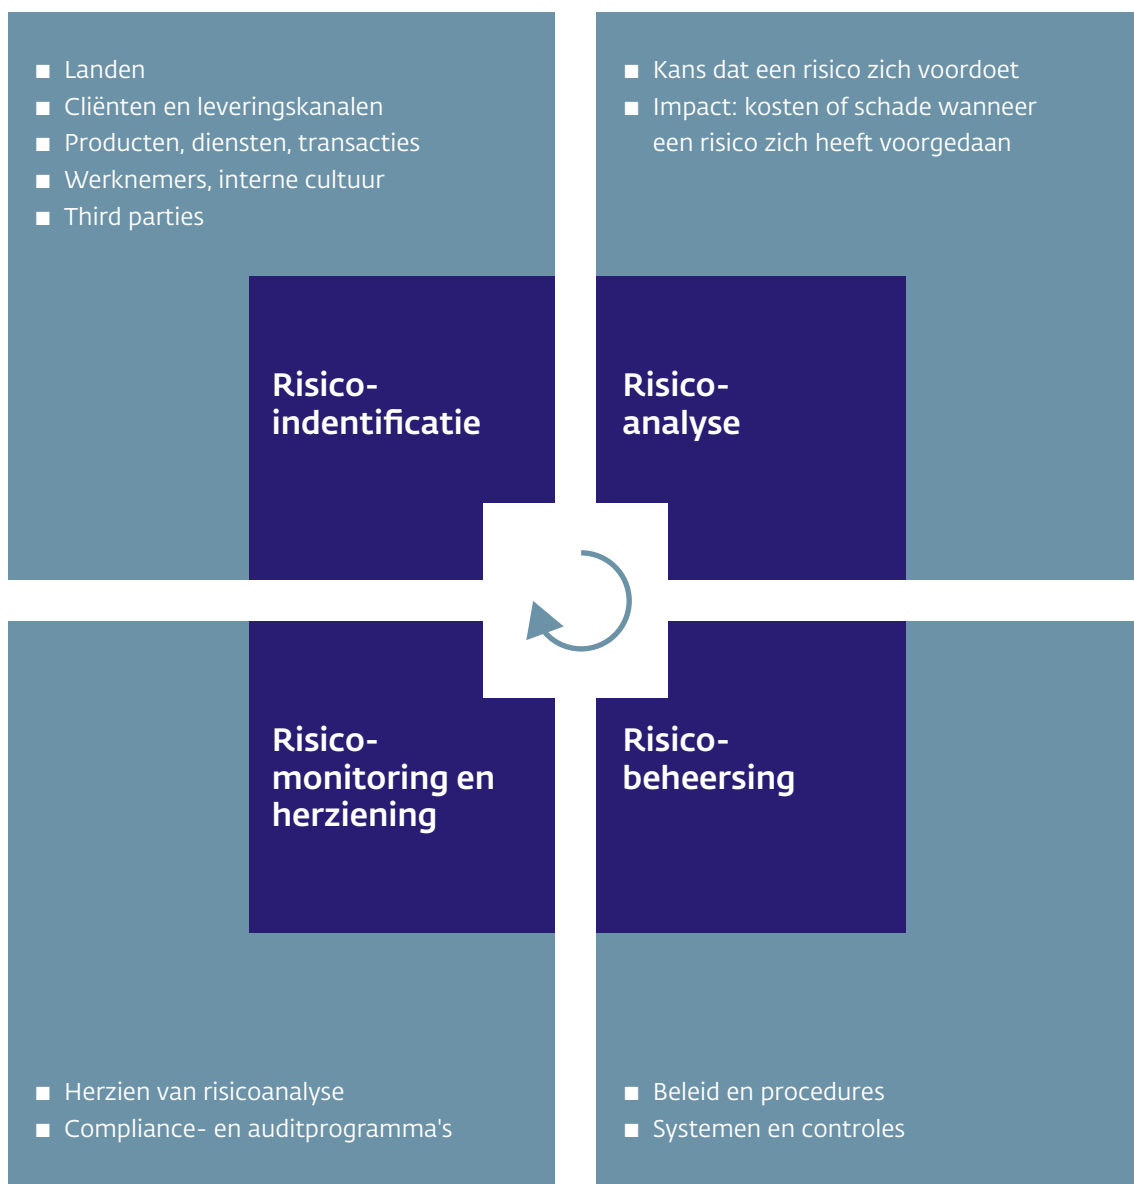 ■ Landen
■ Cliënten en leveringskanalen
■ Producten, diensten, transacties
■ Werknemers, interne cultuur
■ Third parties
■ Kans dat een risico zich voordoet
■ Impact: kosten of schade wanneer
een risico zich heeft voorgedaan
Risico-
indentificatie
Risico-
analyse
Risico-
monitoring en
herziening
Risico-
beheersing
■ Herzien van risicoanalyse
■ Compliance- en auditprogramma's
■ Beleid en procedures
■ Systemen en controles